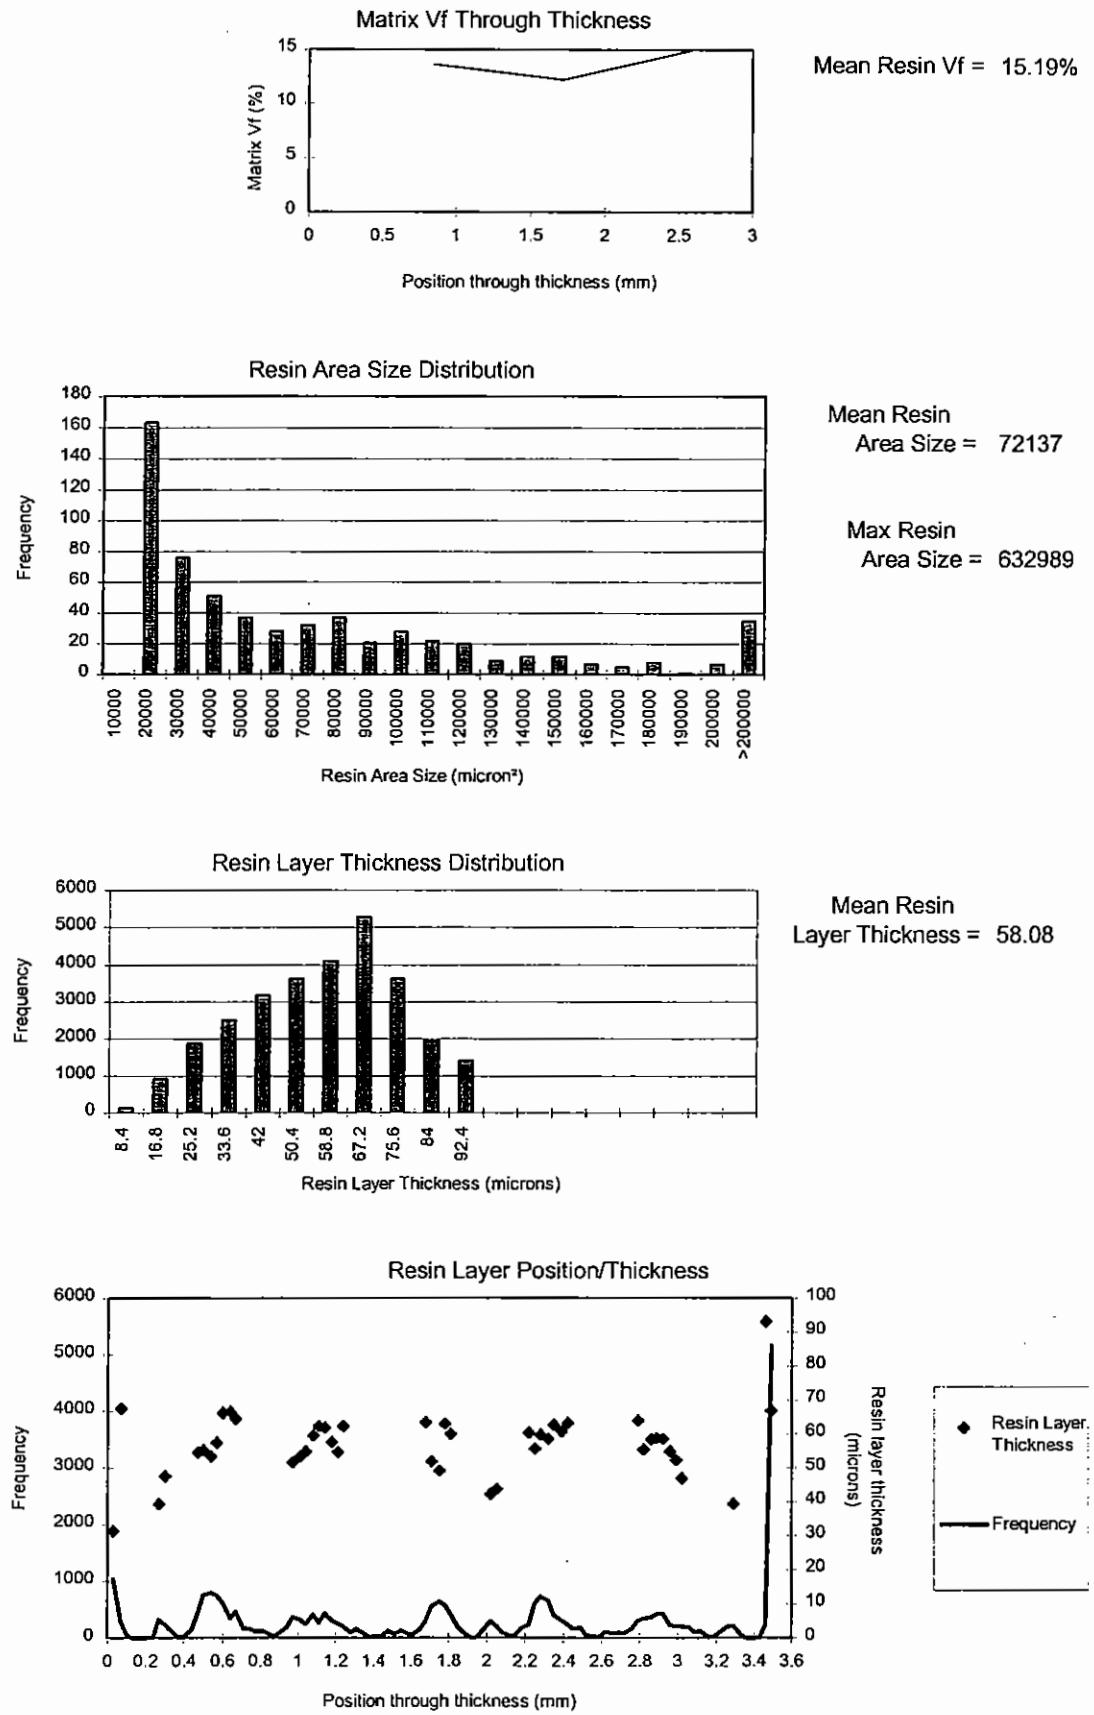 Matrix Vf Through Thickness
Mean Resin Vf = 15.19%
15
10
5
0
Matrix Vf (%)
0 0.5 1 1.5 2 2.5 3
Position through thickness (mm)
Resin Area Size Distribution
180
160
140
120
100
80
60
40
20
0
Frequency
10000 20000 30000 40000 50000 60000 70000 80000 90000 100000 110000 120000 130000 140000 150000 160000 170000 180000 190000 200000 >200000
Resin Area Size (micron²)
Mean Resin
Area Size = 72137
Max Resin
Area Size = 632989
Resin Layer Thickness Distribution
6000
5000
4000
3000
2000
1000
0
Frequency
8.4 16.8 25.2 33.6 42 50.4 58.8 67.2 75.6 84 92.4
Resin Layer Thickness (microns)
Mean Resin
Layer Thickness = 58.08
Resin Layer Position/Thickness
6000
5000
4000
3000
2000
1000
0
Frequency
100
90
80
70
60
50
40
30
20
10
0
Resin layer thickness
(microns)
0 0.2 0.4 0.6 0.8 1 1.2 1.4 1.6 1.8 2 2.2 2.4 2.6 2.8 3 3.2 3.4 3.6
Position through thickness (mm)
Resin Layer
Thickness
Frequency